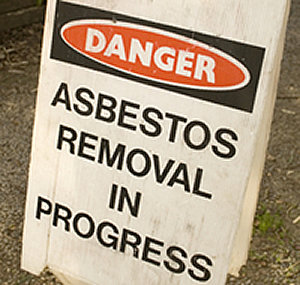 DANGER
ASBESTOS
REMOVAL
IN
PROGRESS